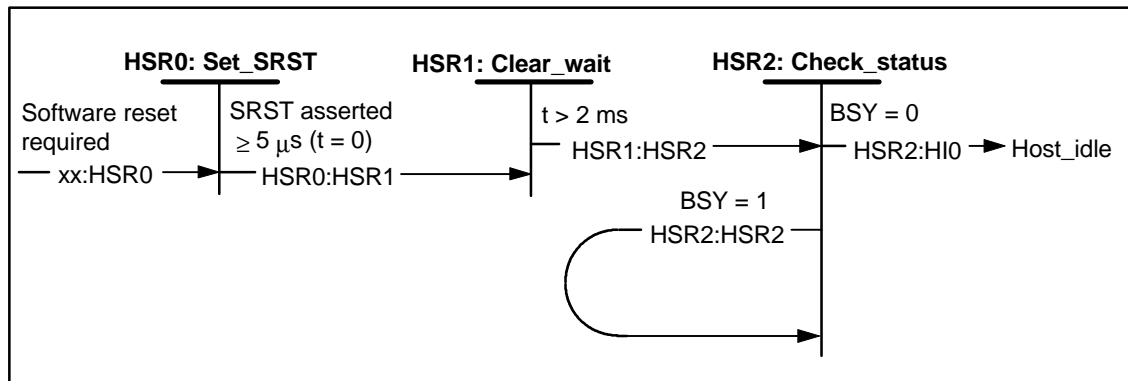 HSR0: Set_SRST
HSR1: Clear_wait
HSR2: Check_status
Software reset
required
xx:HSR0
SRST asserted
≥ 5 μs (t = 0)
HSR0:HSR1
t > 2 ms
HSR1:HSR2
BSY = 0
HSR2:HI0
Host_idle
BSY = 1
HSR2:HSR2